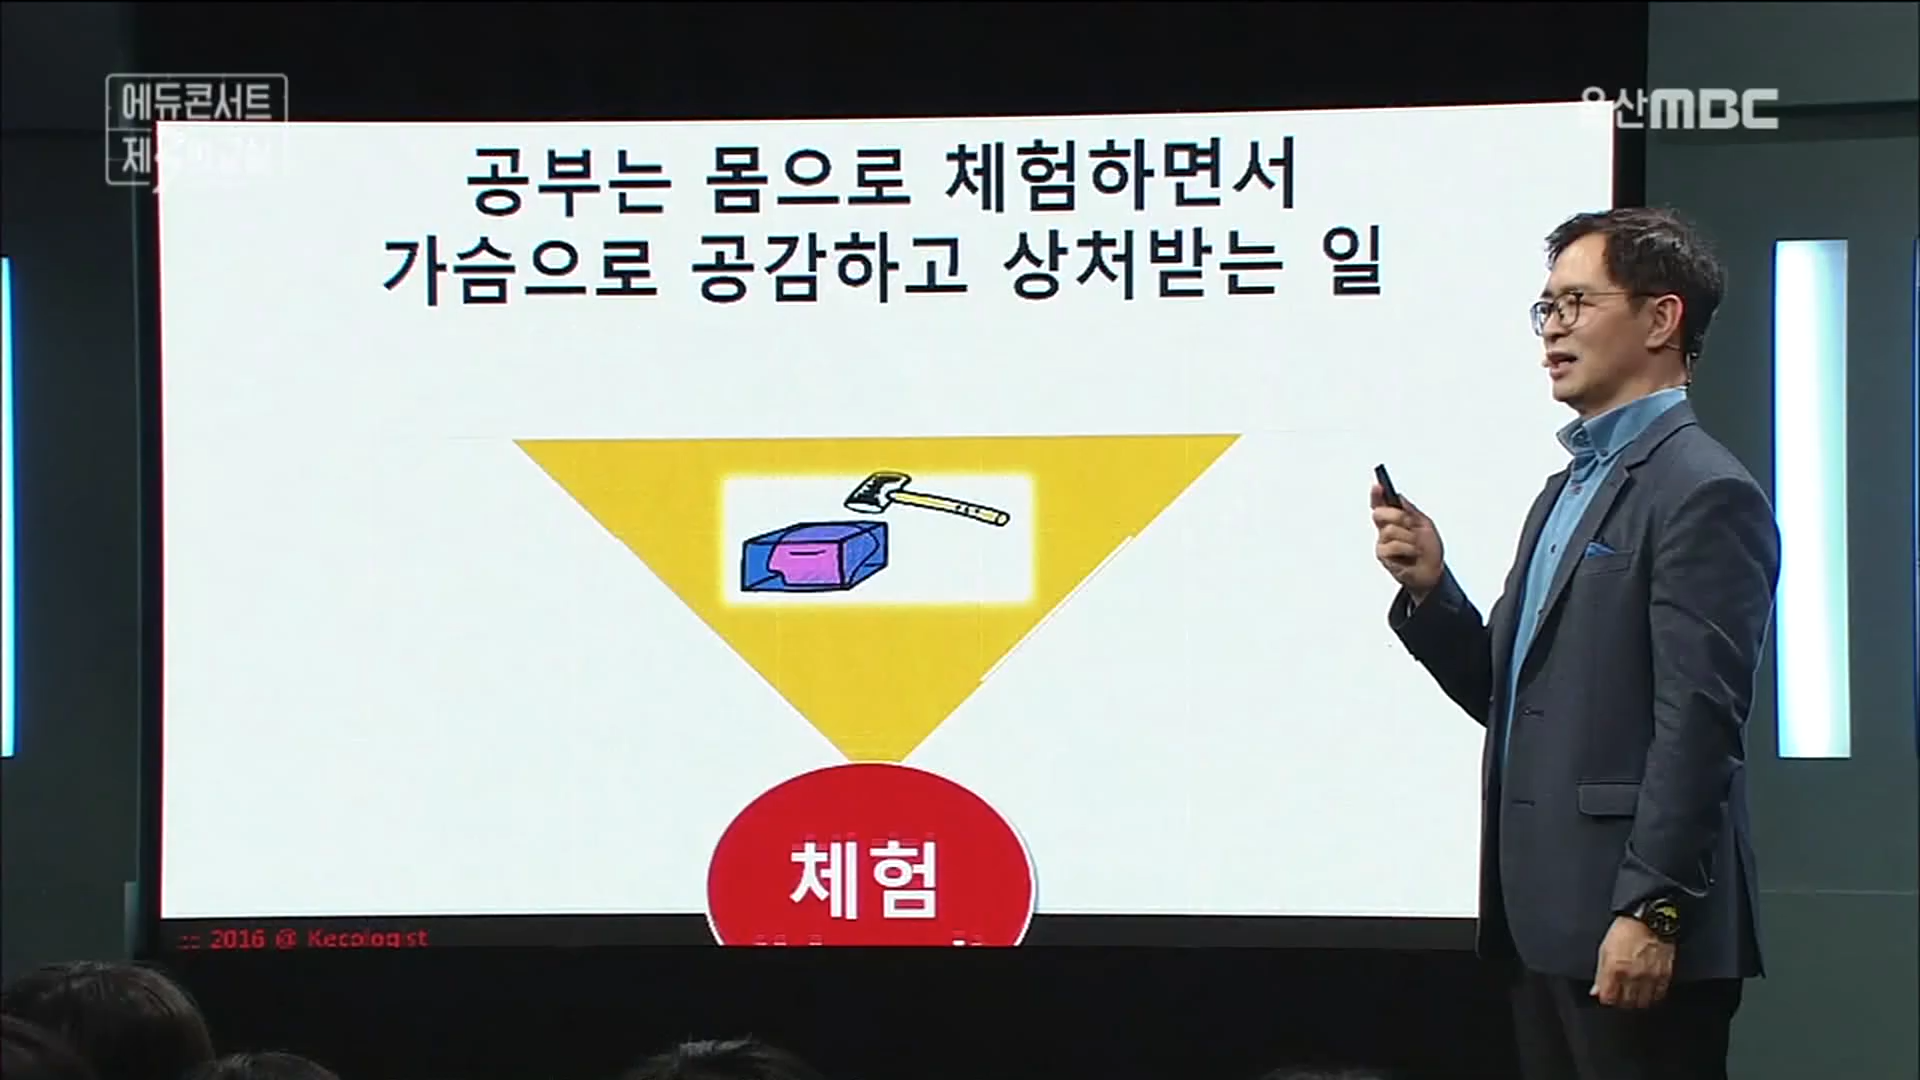 에듀콘서트
울산MBC
공부는 몸으로 체험하면서
가슴으로 공감하고 상처받는 일
체험
2016 @ Kecologist